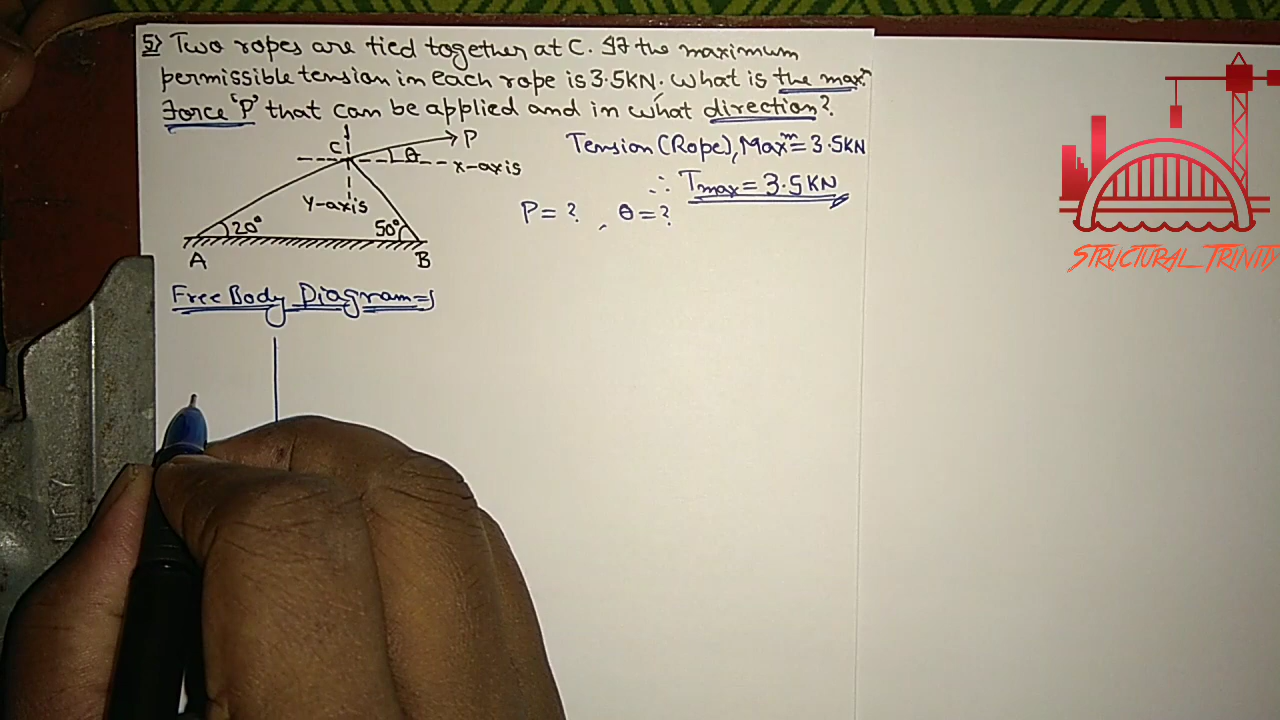 5) Two ropes are tied together at C. If the maximum
permissible tension in each rope is 3.5KN, what is the maxm
Force 'P' that can be applied and in what direction?
C
P
θ
x-axis
Y-axis
20°
50°
A
B
Tension (Rope), Maxm = 3.5KN
∴ Tmax = 3.5KN
P = ? , θ = ?
Free Body Diagram =>
STRUCTURAL_TRINITY